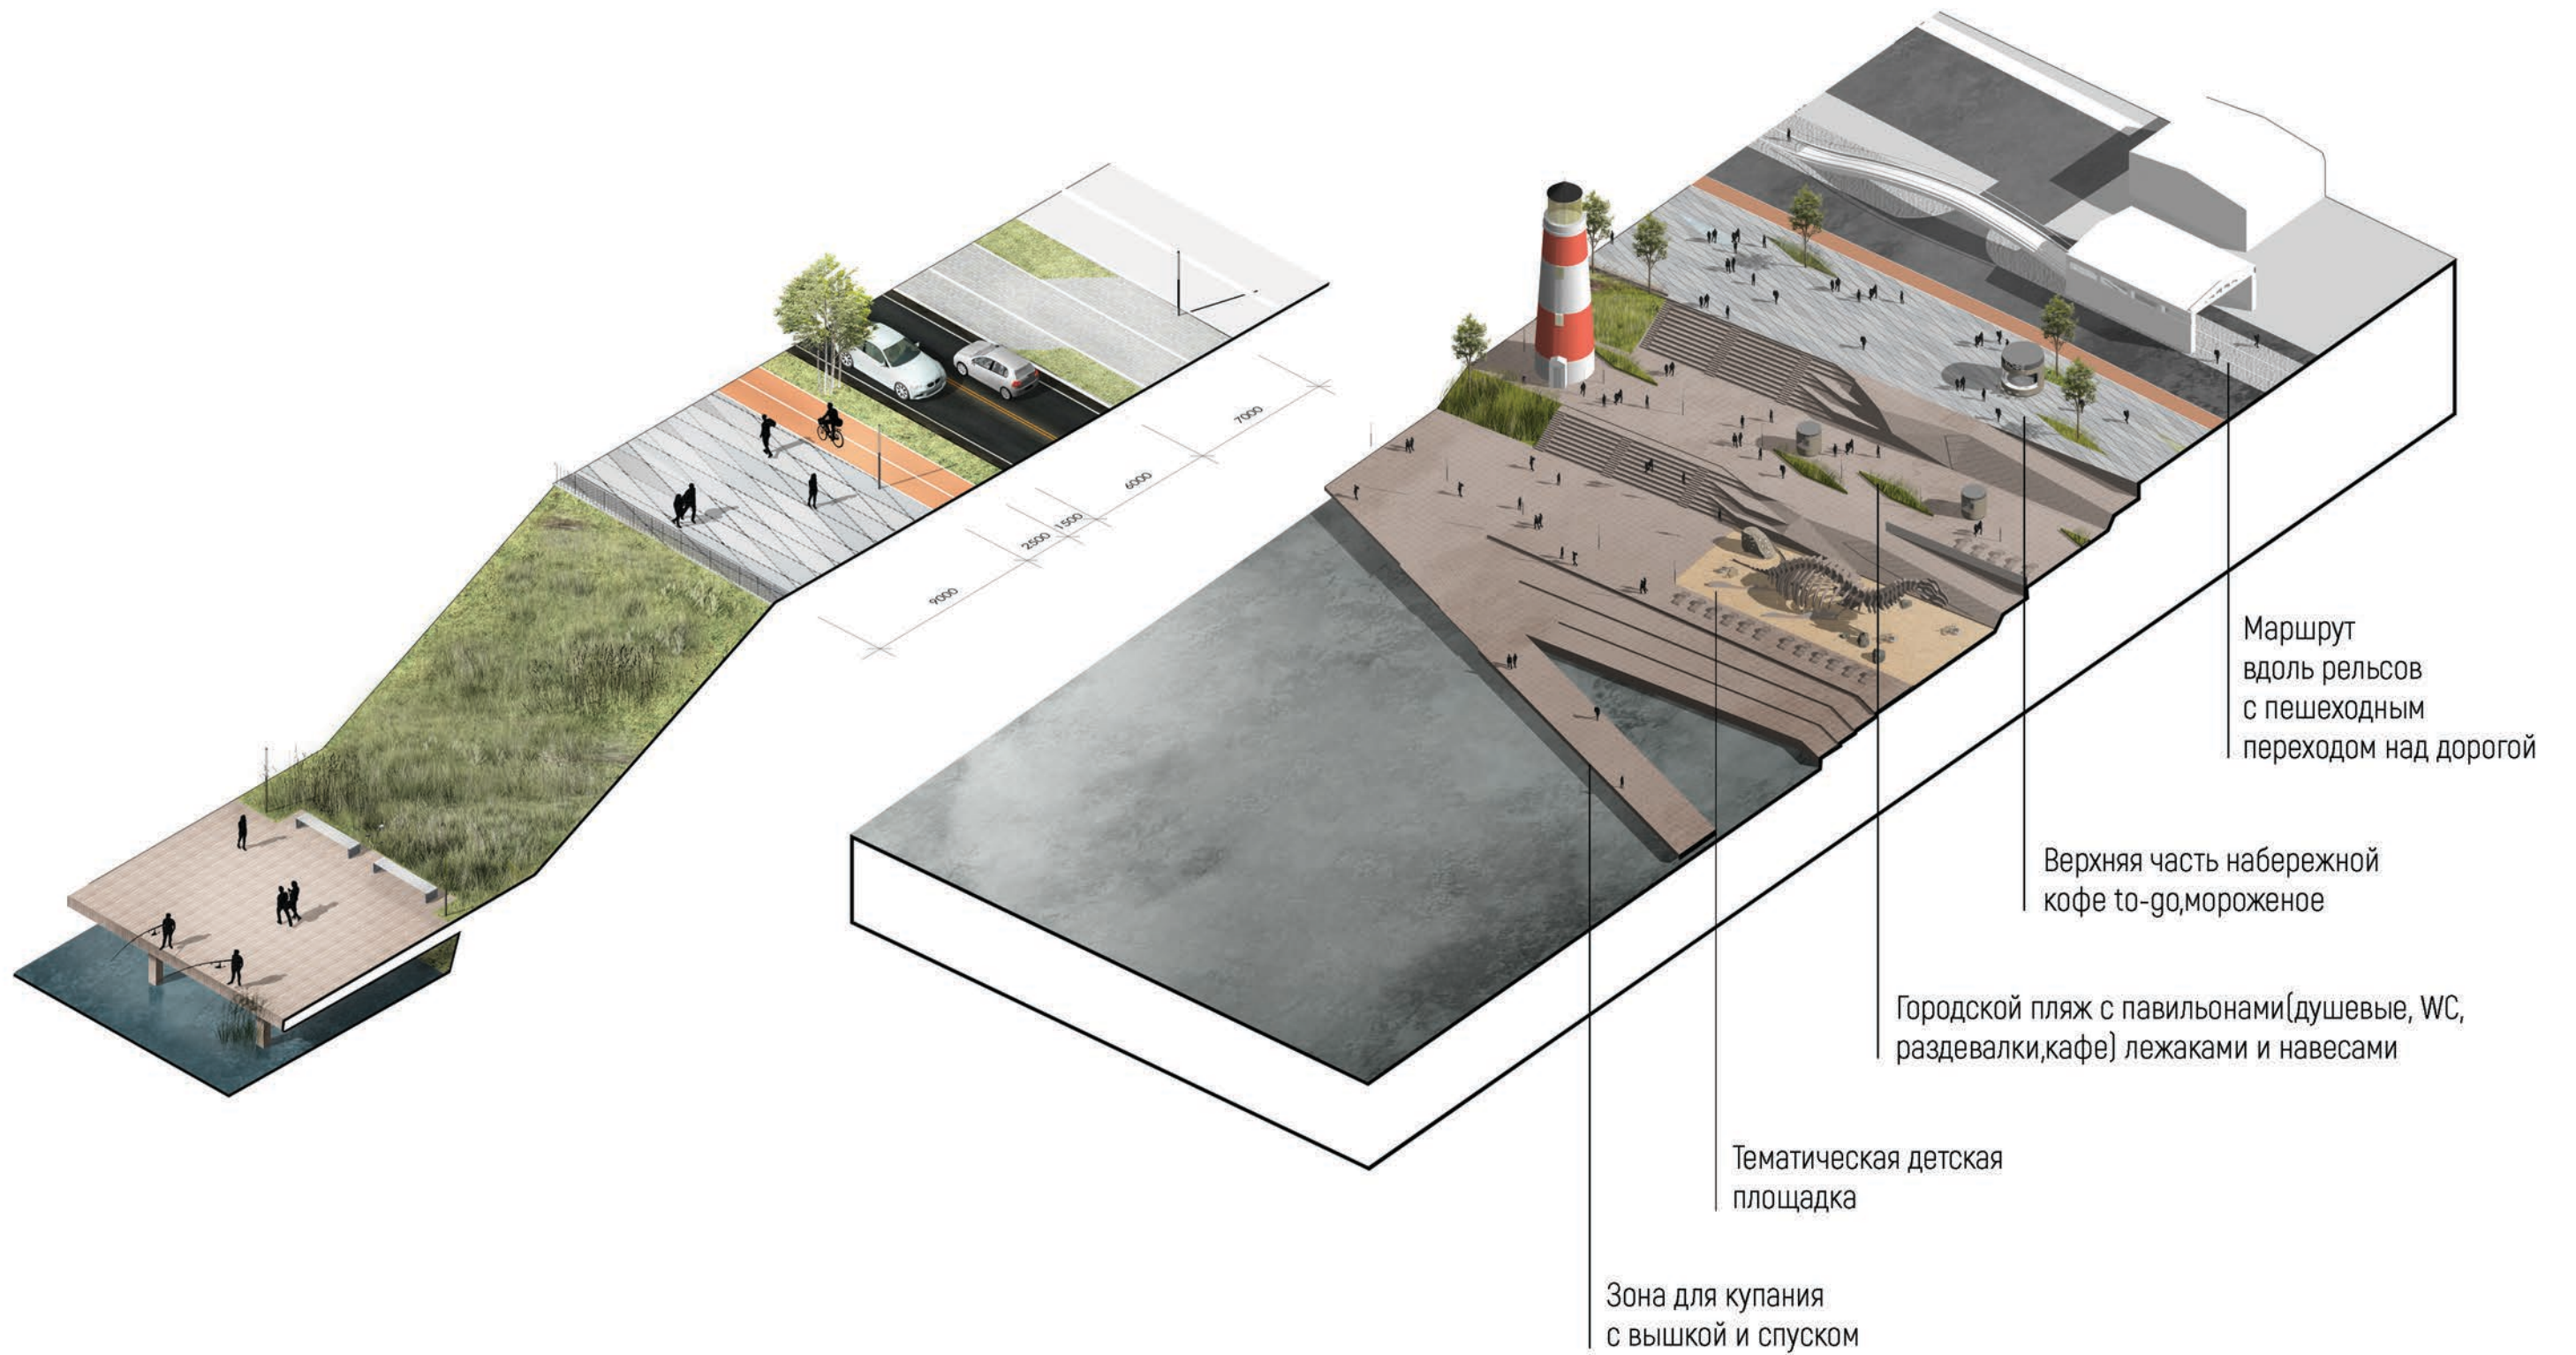 7000
6000
1500
2500
9000
Маршрут
вдоль рельсов
с пешеходным
переходом над дорогой
Верхняя часть набережной
кофе to-go,мороженое
Городской пляж с павильонами(душевые, WC,
раздевалки,кафе) лежаками и навесами
Тематическая детская
площадка
Зона для купания
с вышкой и спуском